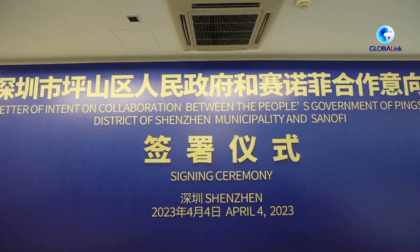 GLOBALink
深圳市坪山区人民政府和赛诺菲合作意向
ETTER OF INTENT ON COLLABORATION BETWEEN THE PEOPLE'S GOVERNMENT OF PINGS
DISTRICT OF SHENZHEN MUNICIPALITY AND SANOFI
签署仪式
SIGNING CEREMONY
深圳 SHENZHEN
2023年4月4日 APRIL 4, 2023